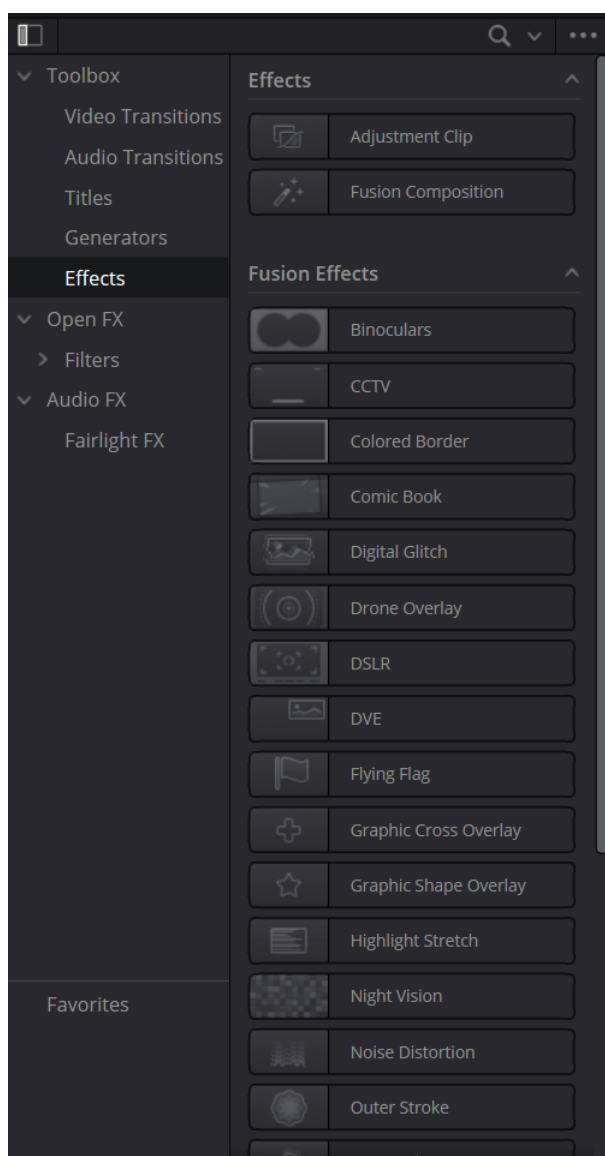 Toolbox
Video Transitions
Audio Transitions
Titles
Generators
Effects
Open FX
Filters
Audio FX
Fairlight FX
Favorites
Effects
Adjustment Clip
Fusion Composition
Fusion Effects
Binoculars
CCTV
Colored Border
Comic Book
Digital Glitch
Drone Overlay
DSLR
DVE
Flying Flag
Graphic Cross Overlay
Graphic Shape Overlay
Highlight Stretch
Night Vision
Noise Distortion
Outer Stroke